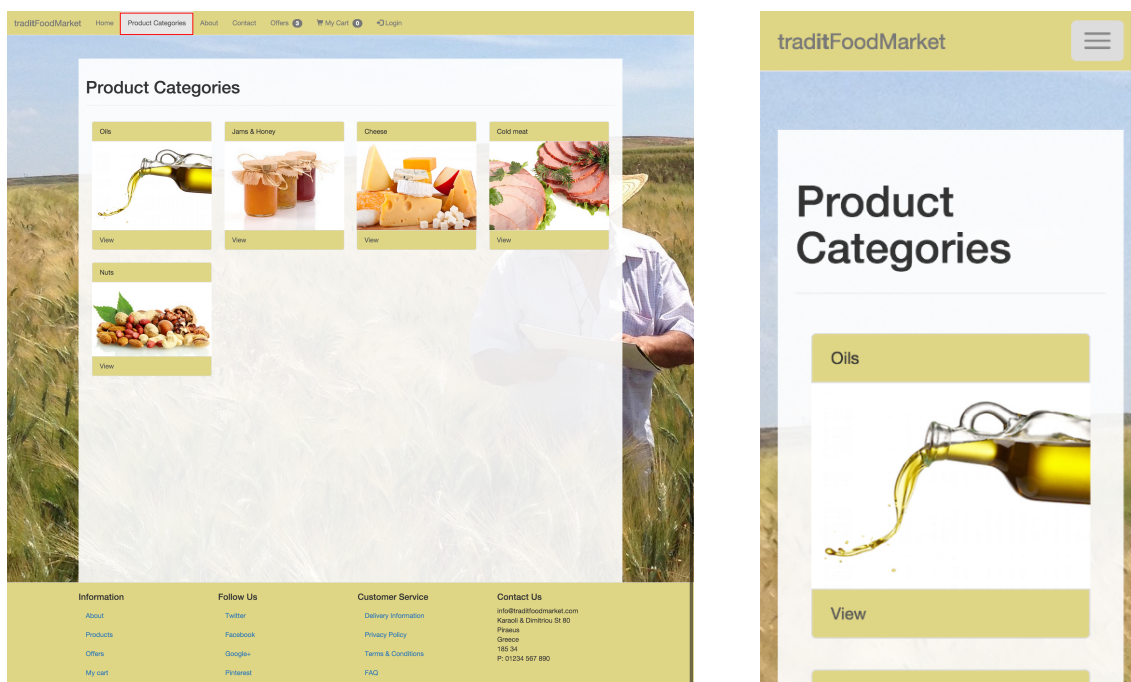 traditFoodMarket Home Product Categories About Contact Offers 3 My Cart 0 Login
Product Categories
Oils Jams & Honey Cheese Cold meat
View View View View
Nuts
View
Information Follow Us Customer Service Contact Us
About Twitter Delivery Information info@traditfoodmarket.com
Karaoli & Dimitriou St 80
Products Facebook Privacy Policy Piraeus
Greece
Offers Google+ Terms & Conditions 185 34
P: 01234 567 890
My cart Pinterest FAQ
traditFoodMarket
Product
Categories
Oils
View